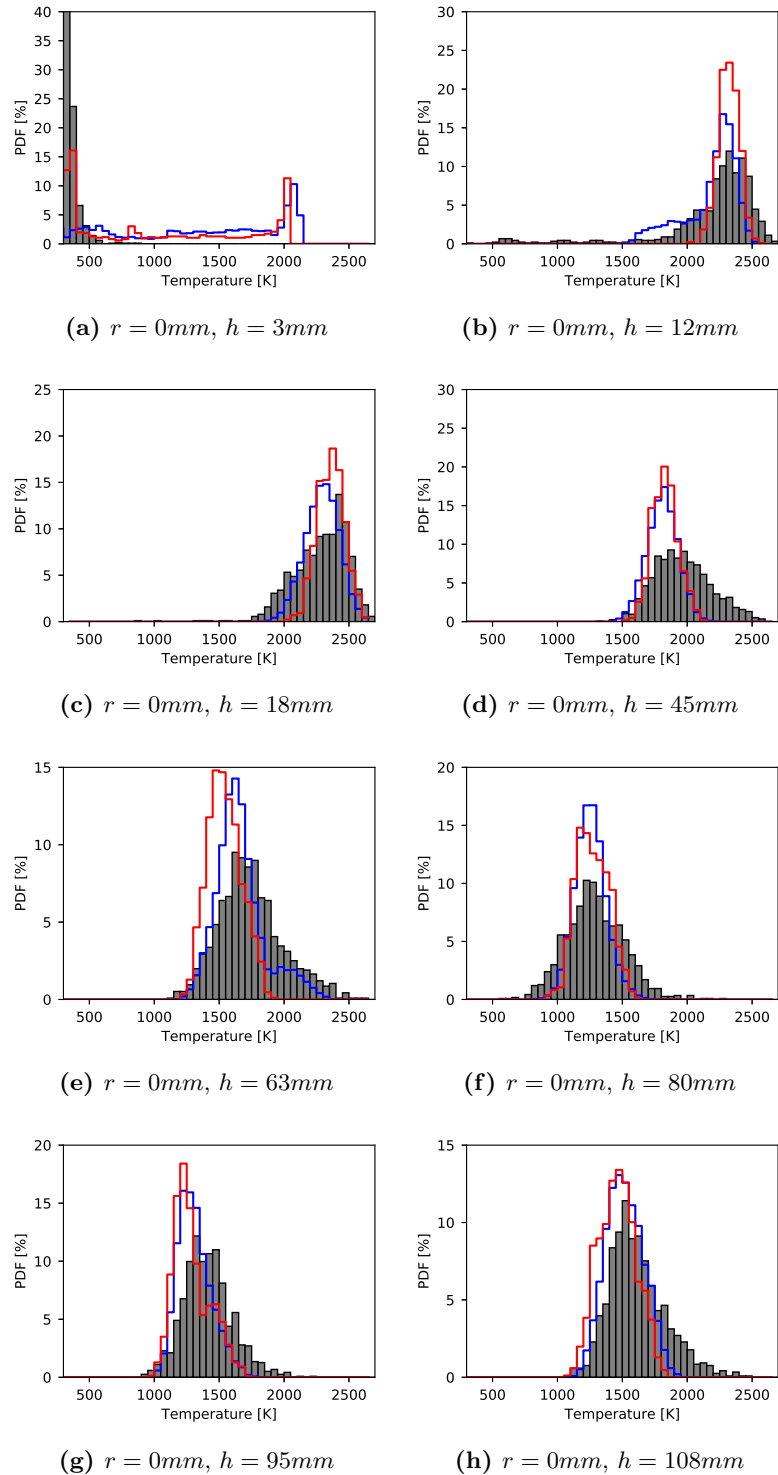 40
35
30
25
20
15
10
5
0
PDF [%]
500 1000 1500 2000 2500
Temperature [K]
(a) r = 0mm, h = 3mm
30
25
20
15
10
5
0
PDF [%]
500 1000 1500 2000 2500
Temperature [K]
(b) r = 0mm, h = 12mm
25
20
15
10
5
0
PDF [%]
500 1000 1500 2000 2500
Temperature [K]
(c) r = 0mm, h = 18mm
30
25
20
15
10
5
0
PDF [%]
500 1000 1500 2000 2500
Temperature [K]
(d) r = 0mm, h = 45mm
15
10
5
0
PDF [%]
500 1000 1500 2000 2500
Temperature [K]
(e) r = 0mm, h = 63mm
20
15
10
5
0
PDF [%]
500 1000 1500 2000 2500
Temperature [K]
(f) r = 0mm, h = 80mm
20
15
10
5
0
PDF [%]
500 1000 1500 2000 2500
Temperature [K]
(g) r = 0mm, h = 95mm
15
10
5
0
PDF [%]
500 1000 1500 2000 2500
Temperature [K]
(h) r = 0mm, h = 108mm